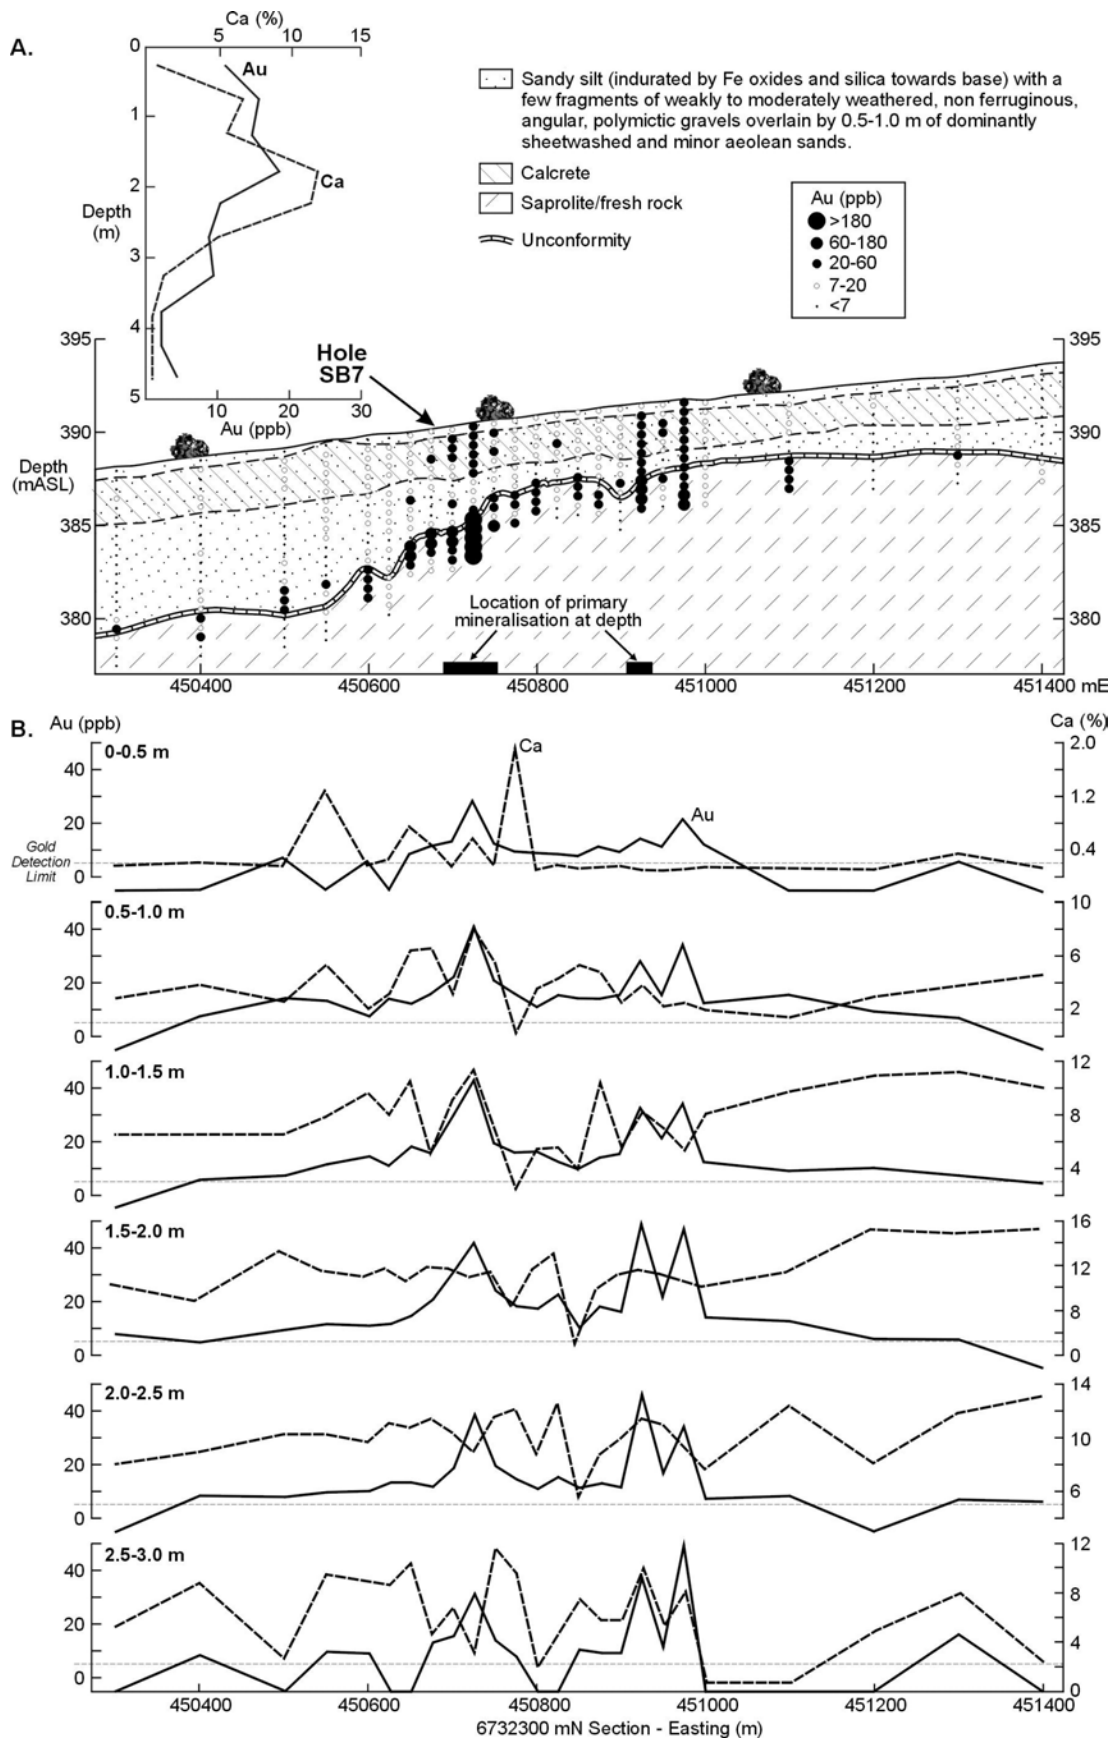 A.
Ca (%)
0 5 10 15
Au
Ca
1
2
Depth
(m)
3
4
5
10 20 30
Au (ppb)
Sandy silt (indurated by Fe oxides and silica towards base) with a
few fragments of weakly to moderately weathered, non ferruginous,
angular, polymictic gravels overlain by 0.5-1.0 m of dominantly
sheetwashed and minor aeolean sands.
Calcrete
Saprolite/fresh rock
Unconformity
Au (ppb)
>180
60-180
20-60
7-20
<7
Hole
SB7
395 395
390 390
Depth
(mASL)
385 385
380 380
Location of primary
mineralisation at depth
450400 450600 450800 451000 451200 451400 mE
B.
Au (ppb) Ca (%)
0-0.5 m
Ca
Au
40
20
0
Gold
Detection
Limit
2.0
1.2
0.4
0.5-1.0 m
40
20
0
10
6
2
1.0-1.5 m
40
20
0
12
8
4
1.5-2.0 m
40
20
0
16
12
8
0
2.0-2.5 m
40
20
0
14
10
6
2.5-3.0 m
40
20
0
12
8
4
0
450400 450600 450800 451000 451200 451400
6732300 mN Section - Easting (m)